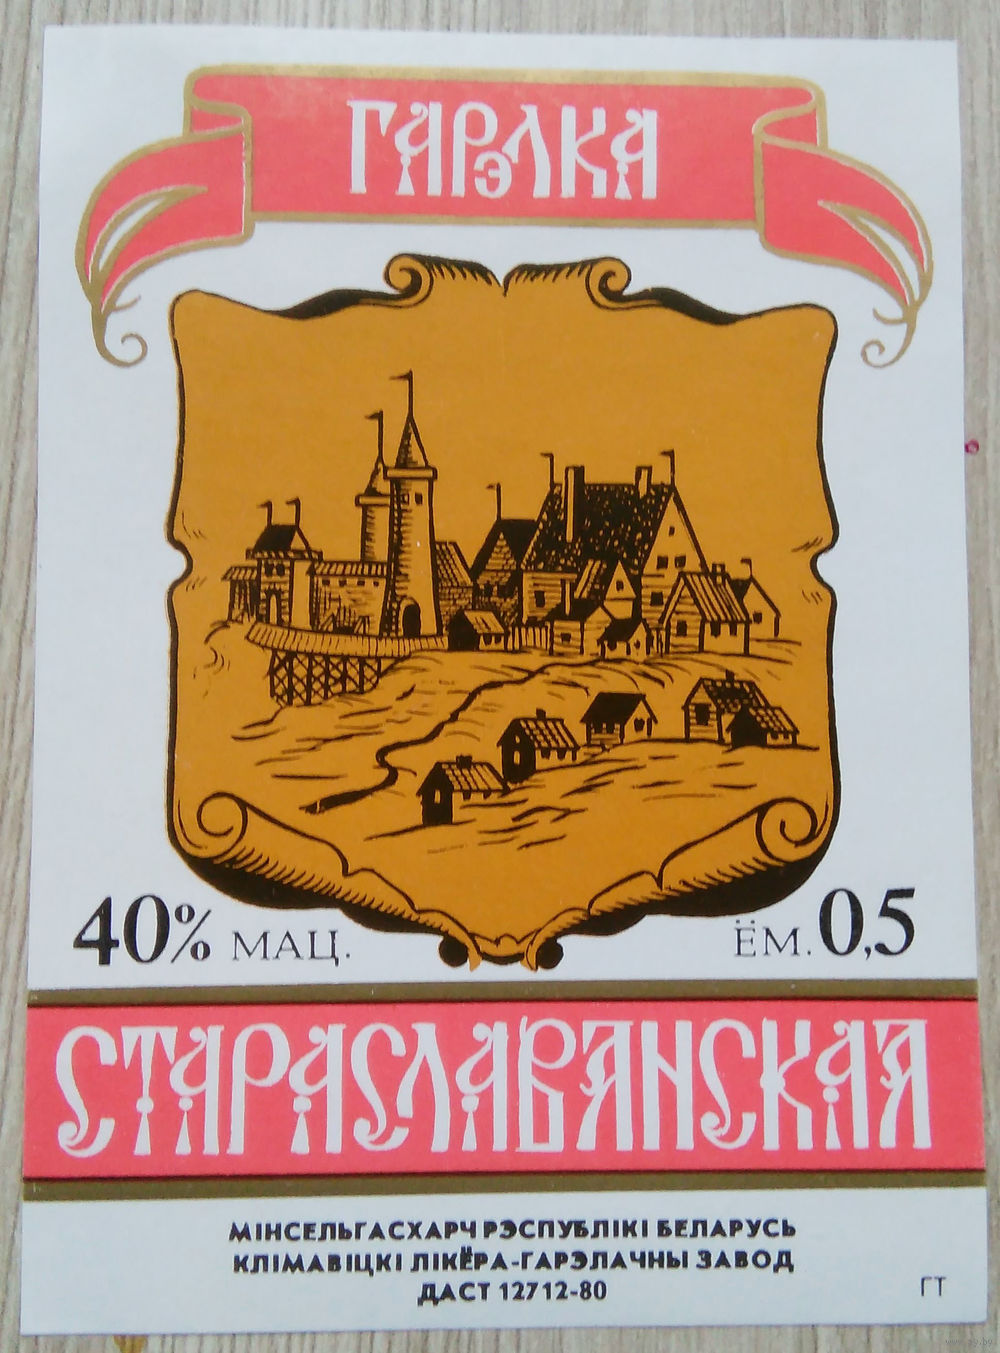 ГАРЭЛКА
40% МАЦ.
ЁМ. 0,5
СТАРАСЛАВЯНСКАЯ
МІНСЕЛЬГАСХАРЧ РЭСПУБЛІКІ БЕЛАРУСЬ
КЛІМАВІЦКІ ЛІКЁРА-ГАРЭЛАЧНЫ ЗАВОД
ДАСТ 12712-80
ГТ